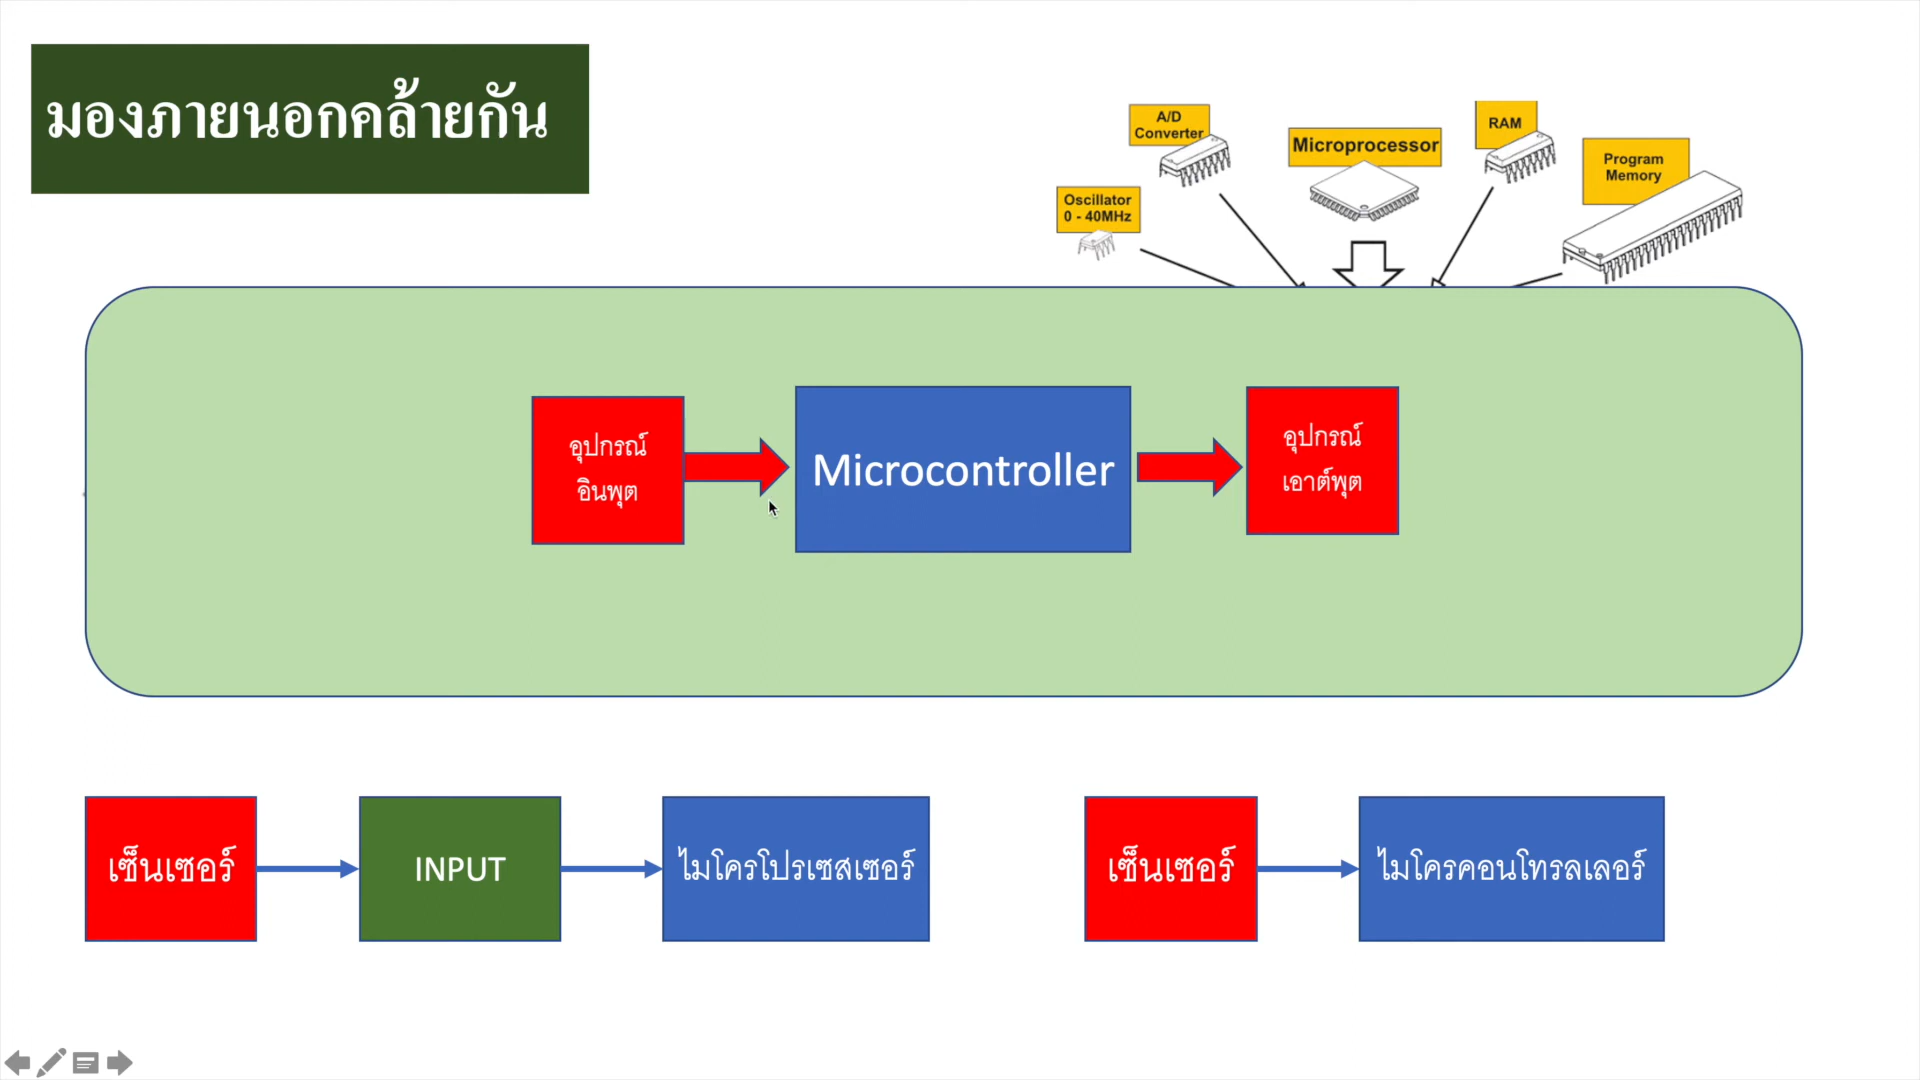 มองภายนอกคล้ายกัน
A/D
Converter
Microprocessor
RAM
Program
Memory
Oscillator
0 - 40MHz
อุปกรณ์
อินพุต
Microcontroller
อุปกรณ์
เอาต์พุต
เซ็นเซอร์
INPUT
ไมโครโปรเซสเซอร์
เซ็นเซอร์
ไมโครคอนโทรลเลอร์